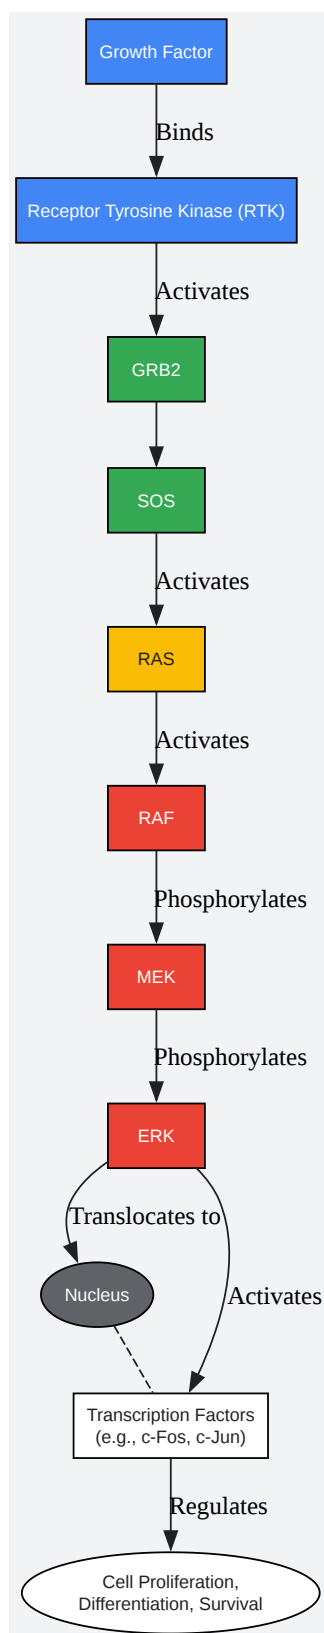 Growth Factor
Binds
Receptor Tyrosine Kinase (RTK)
Activates
GRB2
SOS
Activates
RAS
Activates
RAF
Phosphorylates
MEK
Phosphorylates
ERK
Translocates to
Nucleus
Activates
Transcription Factors
(e.g., c-Fos, c-Jun)
Regulates
Cell Proliferation,
Differentiation, Survival